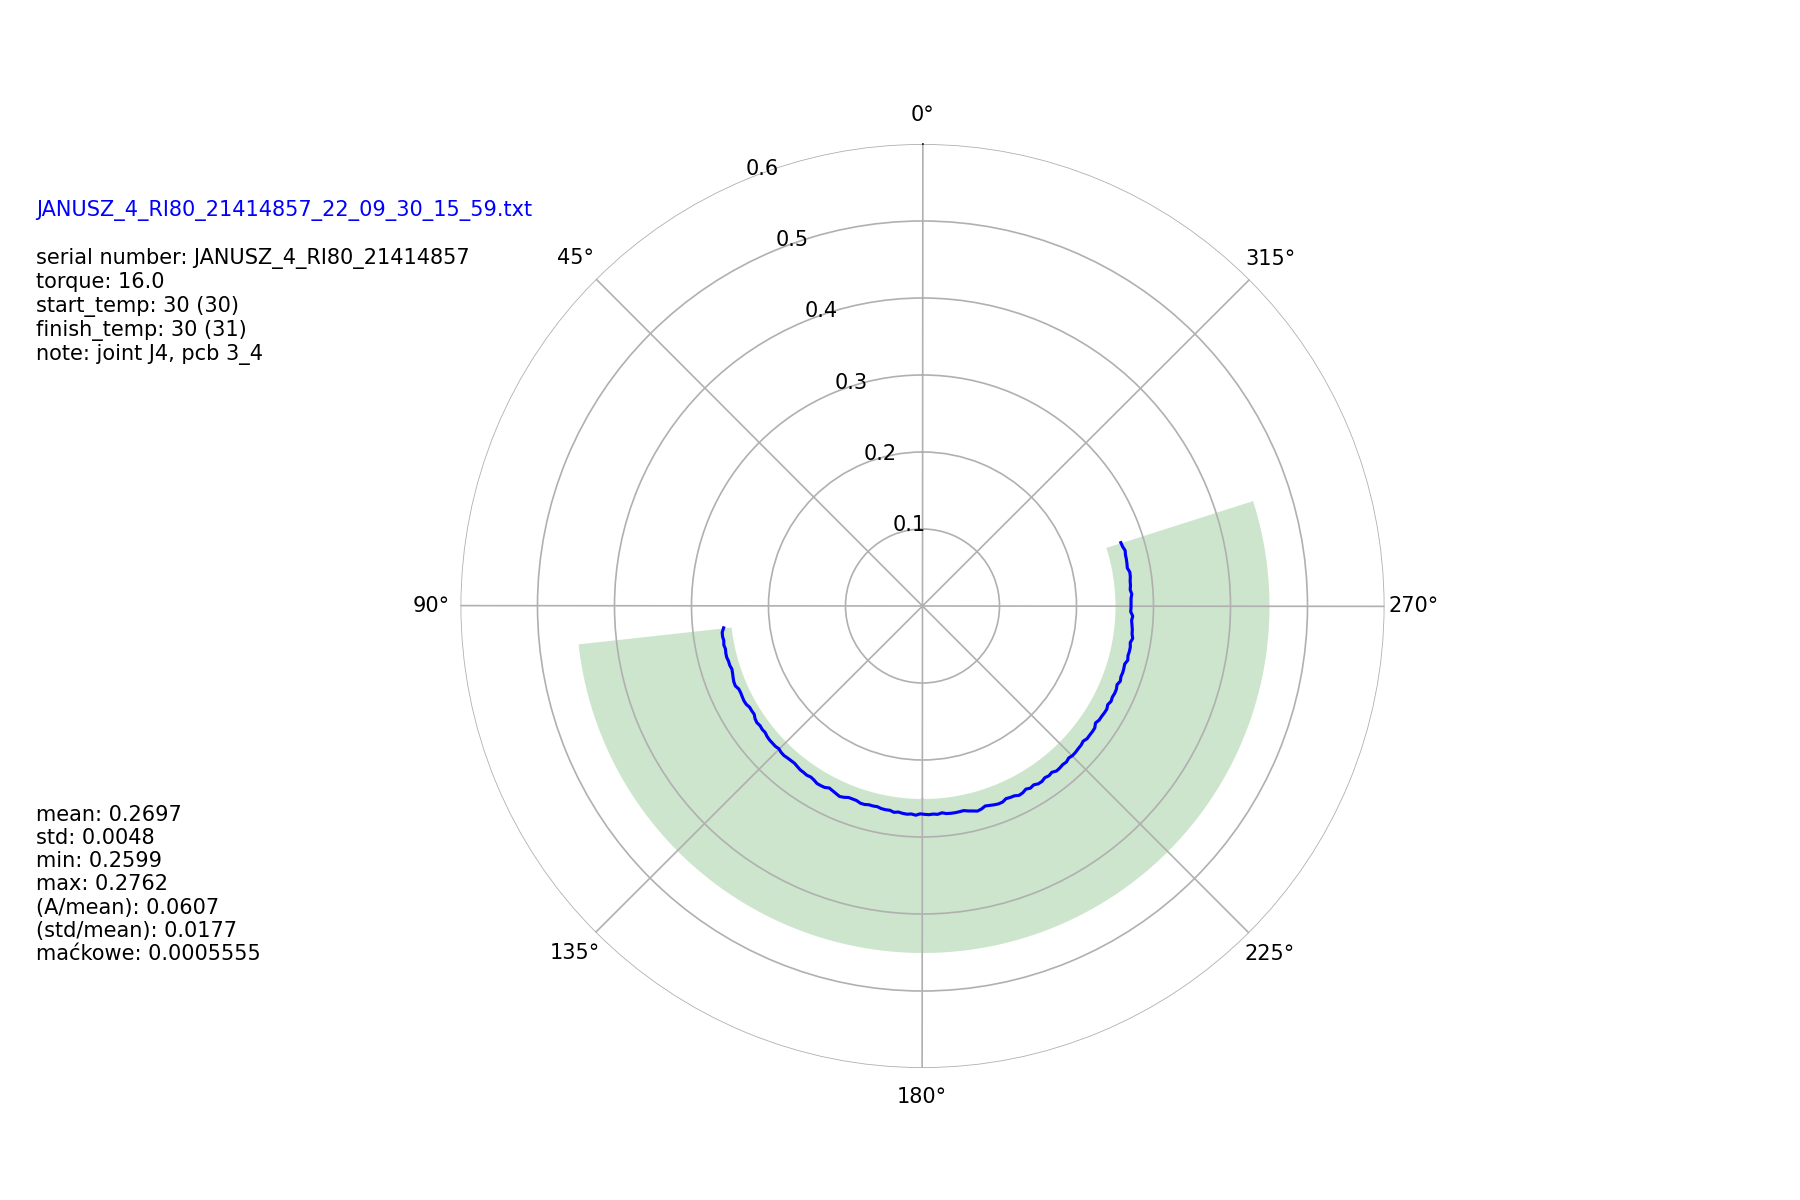 0°
0.6
JANUSZ_4_RI80_21414857_22_09_30_15_59.txt
0.5
serial number: JANUSZ_4_RI80_21414857
45°
315°
torque: 16.0
start_temp: 30 (30)
0.4
finish_temp: 30 (31)
note: joint J4, pcb 3_4
0.3
0.2
0.1
90°
270°
mean: 0.2697
std: 0.0048
min: 0.2599
max: 0.2762
(A/mean): 0.0607
(std/mean): 0.0177
maćkowe: 0.0005555
135°
225°
180°